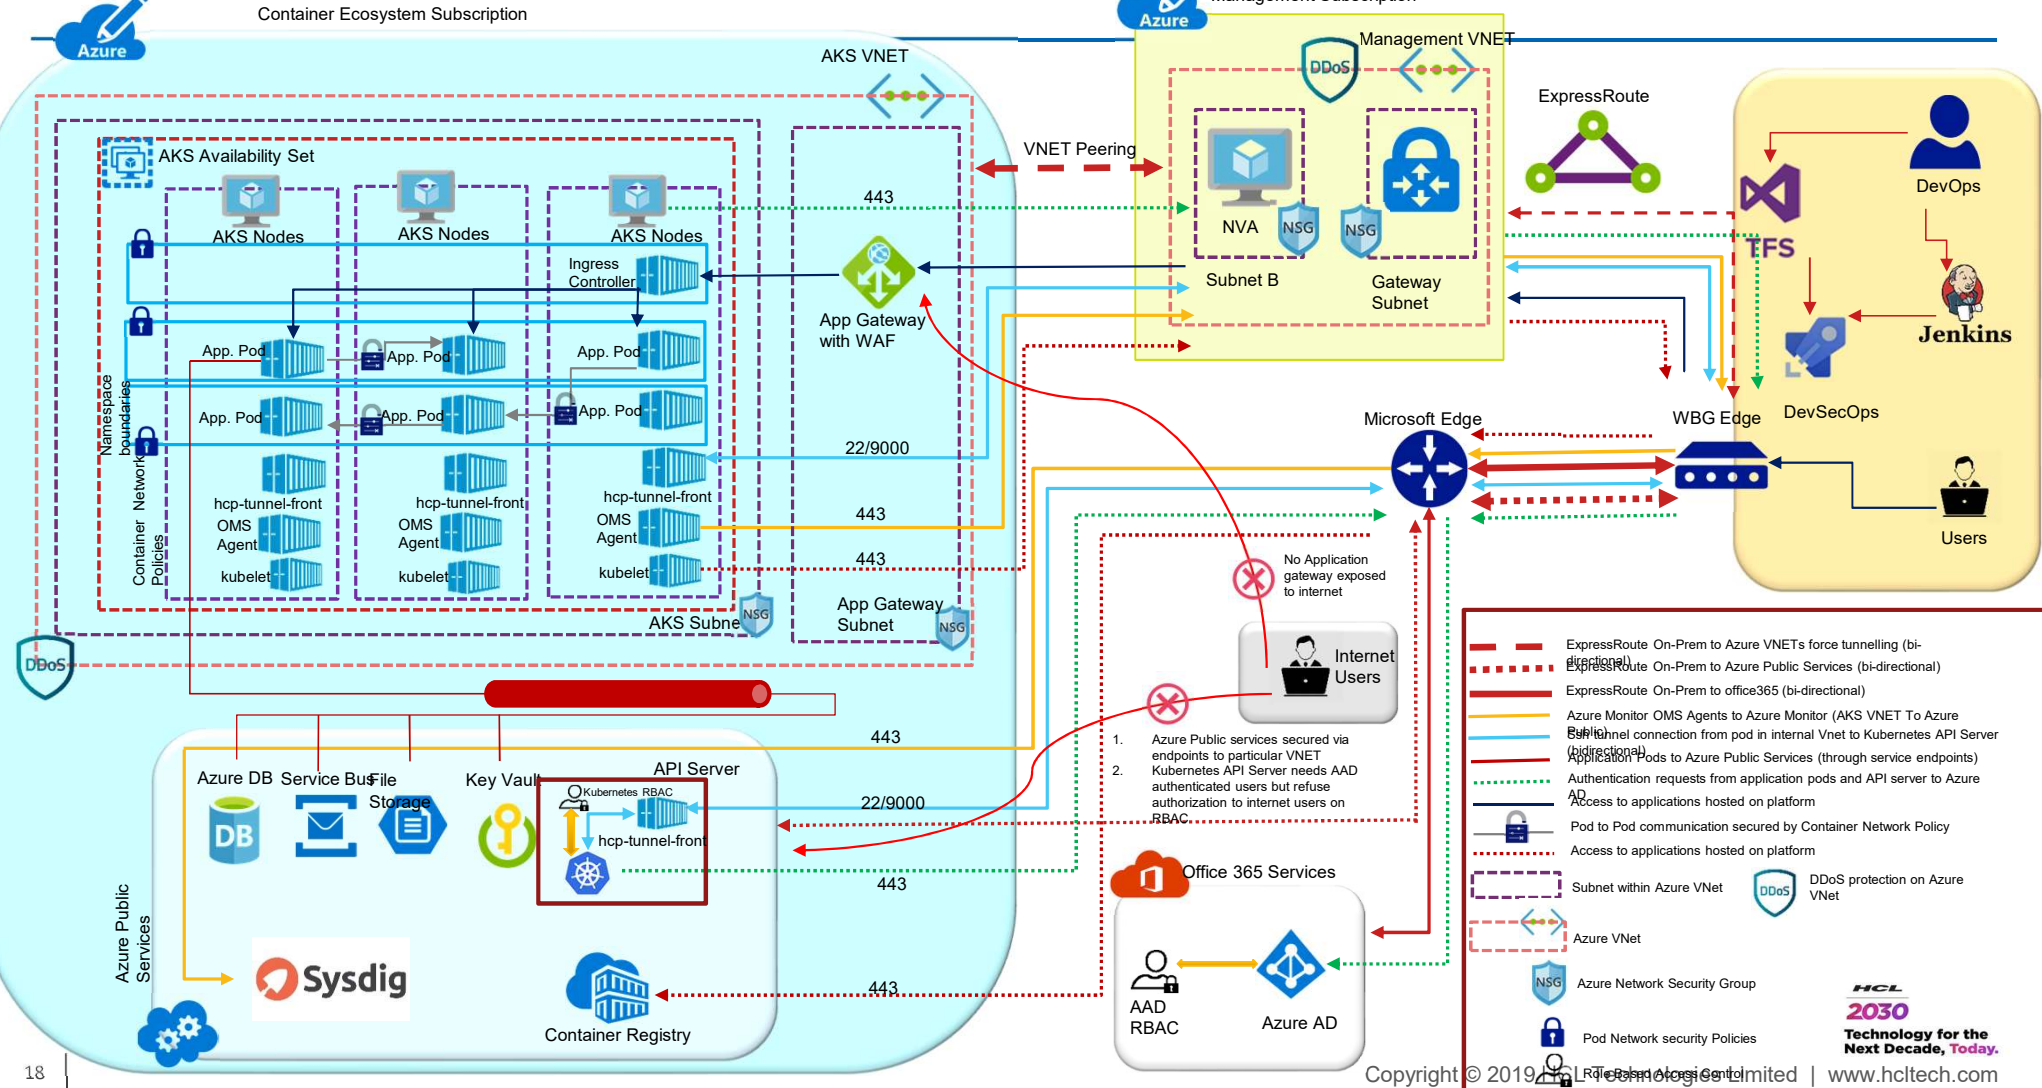 Container Ecosystem Subscription
Management Subscription
Azure
Azure
AKS VNET
Management VNET
DDoS
ExpressRoute
VNET Peering
AKS Availability Set
AKS Nodes
AKS Nodes
AKS Nodes
443
NVA
NSG
NSG
Subnet B
Gateway
Subnet
DevOps
TFS
Jenkins
DevSecOps
Ingress
Controller
App Gateway
with WAF
App. Pod
App. Pod
App. Pod
App. Pod
App. Pod
App. Pod
Namespace
boundaries
Container Network
Policies
22/9000
hcp-tunnel-front
hcp-tunnel-front
hcp-tunnel-front
OMS
Agent
OMS
Agent
OMS
Agent
443
kubelet
kubelet
kubelet
443
App Gateway
Subnet
NSG
AKS Subne
NSG
DDoS
Microsoft Edge
WBG Edge
Users
No Application
gateway exposed
to internet
Internet
Users
1. Azure Public services secured via
endpoints to particular VNET
2. Kubernetes API Server needs AAD
authenticated users but refuse
authorization to internet users on
RBAC
443
Azure DB
Service Bus
File
Storage
Key Vault
API Server
DB
Kubernetes RBAC
hcp-tunnel-front
22/9000
443
Azure Public
Services
Sysdig
Container Registry
443
Office 365 Services
AAD
RBAC
Azure AD
ExpressRoute On-Prem to Azure VNETs force tunnelling (bi-
directional)
ExpressRoute On-Prem to Azure Public Services (bi-directional)
ExpressRoute On-Prem to office365 (bi-directional)
Azure Monitor OMS Agents to Azure Monitor (AKS VNET To Azure
Public)
Ssh tunnel connection from pod in internal Vnet to Kubernetes API Server
(bidirectional)
Application Pods to Azure Public Services (through service endpoints)
Authentication requests from application pods and API server to Azure
AD
Access to applications hosted on platform
Pod to Pod communication secured by Container Network Policy
Access to applications hosted on platform
Subnet within Azure VNet
DDoS
DDoS protection on Azure
VNet
Azure VNet
NSG
Azure Network Security Group
Pod Network security Policies
Role Based Access Control
HCL
2030
Technology for the
Next Decade, Today.
18
Copyright © 2019 HCL Technologies Limited | www.hcltech.com